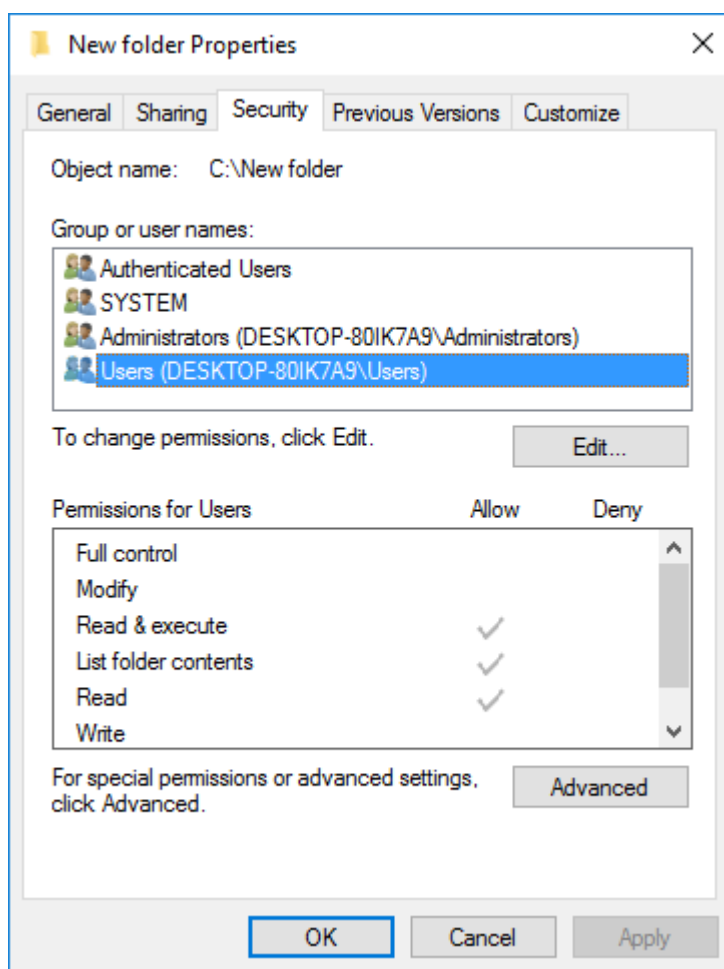 New folder Properties
General Sharing Security Previous Versions Customize
Object name: C:\New folder
Group or user names:
Authenticated Users
SYSTEM
Administrators (DESKTOP-80IK7A9\Administrators)
Users (DESKTOP-80IK7A9\Users)
To change permissions, click Edit.
Edit...
Permissions for Users Allow Deny
Full control
Modify
Read & execute
List folder contents
Read
Write
For special permissions or advanced settings,
click Advanced.
Advanced
OK Cancel Apply